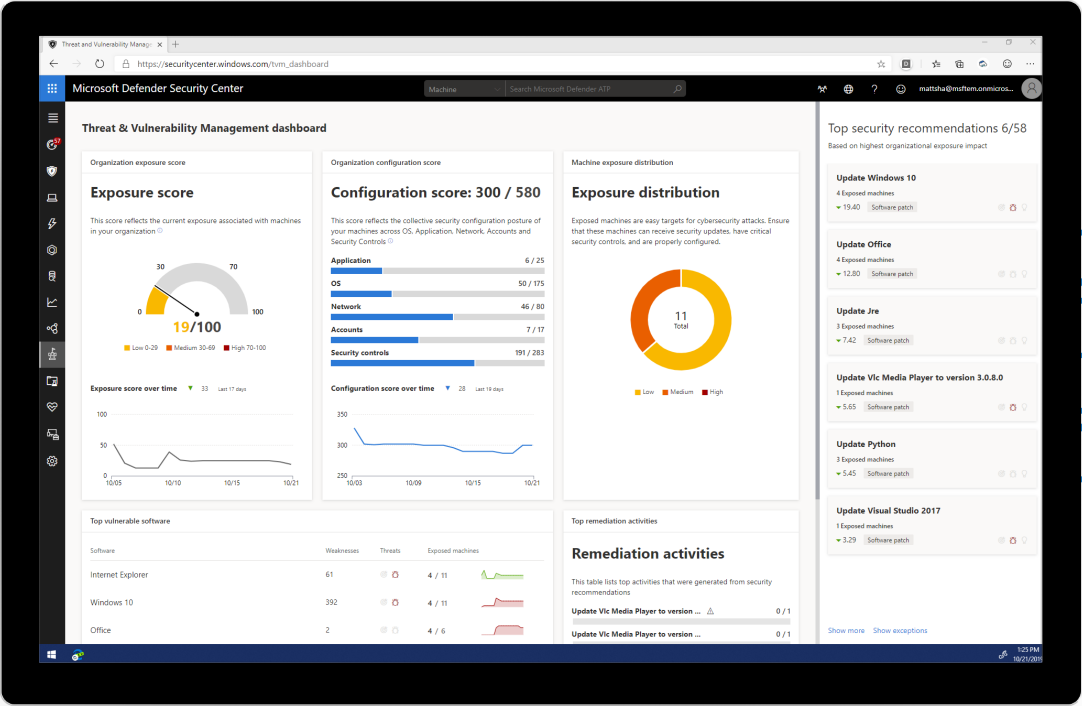 Threat and Vulnerability Manage
https://securitycenter.windows.com/tvm_dashboard
Microsoft Defender Security Center
Machine
Search Microsoft Defender ATP
mattsha@msftem.onmicros...
57
Threat & Vulnerability Management dashboard
Organization exposure score
Exposure score
This score reflects the current exposure associated with machines
in your organization
30
70
0
100
19/100
Low 0-29
Medium 30-69
High 70-100
Exposure score over time
33
Last 17 days
100
50
0
10/05
10/10
10/15
10/21
Organization configuration score
Configuration score: 300 / 580
This score reflects the collective security configuration posture of
your machines across OS, Application, Network, Accounts and
Security Controls
Application 6 / 25
OS 50 / 175
Network 46 / 80
Accounts 7 / 17
Security controls 191 / 283
Configuration score over time
28
Last 19 days
350
300
250
10/03
10/09
10/15
10/21
Machine exposure distribution
Exposure distribution
Exposed machines are easy targets for cybersecurity attacks. Ensure
that these machines can receive security updates, have critical
security controls, and are properly configured.
11
Total
Low
Medium
High
Top vulnerable software
Software Weaknesses Threats Exposed machines
Internet Explorer 61 4 / 11
Windows 10 392 4 / 11
Office 2 4 / 6
Top remediation activities
Remediation activities
This table lists top activities that were generated from security
recommendations
Update Vlc Media Player to version ... 0 / 1
Update Vlc Media Player to version ... 0 / 1
Top security recommendations 6/58
Based on highest organizational exposure impact
Update Windows 10
4 Exposed machines
19.40 Software patch
Update Office
4 Exposed machines
12.80 Software patch
Update Jre
3 Exposed machines
7.42 Software patch
Update Vlc Media Player to version 3.0.8.0
1 Exposed machines
5.65 Software patch
Update Python
3 Exposed machines
5.45 Software patch
Update Visual Studio 2017
1 Exposed machines
3.29 Software patch
Show more Show exceptions
1:25 PM
10/21/201